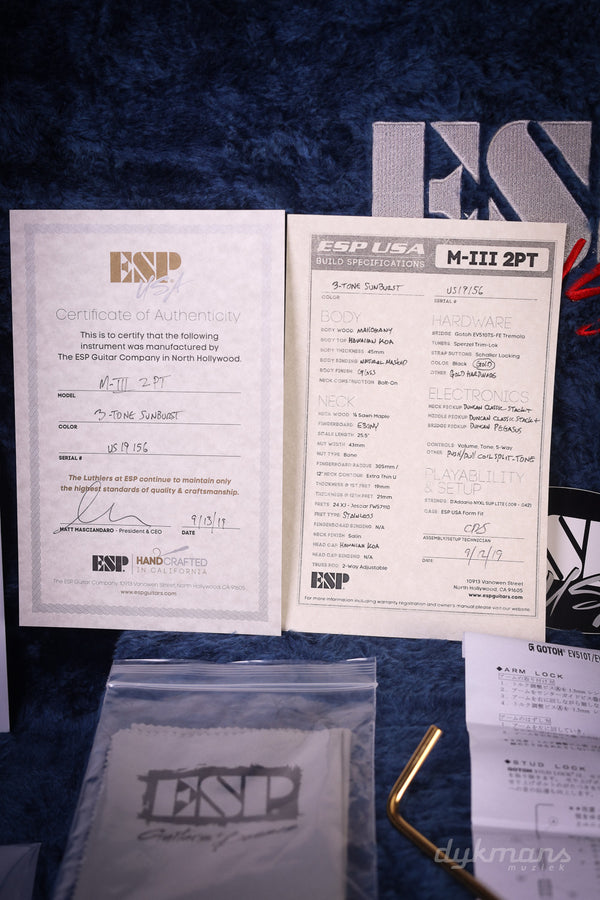 ESP
ESP
USA
Certificate of Authenticity
This is to certify that the following
instrument was manufactured by
The ESP Guitar Company in North Hollywood.
M-III 2PT
MODEL
3-TONE SUNBURST
COLOR
US19156
SERIAL #
The Luthiers at ESP continue to maintain only
the highest standards of quality & craftsmanship.
9/13/19
MATT MASCIANDARO - President & CEO DATE
ESP HANDCRAFTED
IN CALIFORNIA
The ESP Guitar Company, 10913 Vanowen Street, North Hollywood, CA 91605
www.espguitars.com
ESP USA
BUILD SPECIFICATIONS
M-III 2PT
3-TONE SUNBURST
COLOR
US19156
SERIAL #
BODY
BODY WOOD MAHOGANY
BODY TOP HAWAIIAN KOA
BODY THICKNESS 45mm
BODY BINDING NATURAL MASKED
BODY FINISH GLOSS
NECK CONSTRUCTION Bolt-On
NECK
NECK WOOD ¼ Sawn Maple
FINGERBOARD EBONY
SCALE LENGTH 25.5"
NUT WIDTH 43mm
NUT TYPE Bone
FINGERBOARD RADIUS 305mm /
12" NECK CONTOUR Extra Thin U
THICKNESS @ 1ST FRET 19mm
THICKNESS @ 12TH FRET 21mm
FRETS 24 XJ - Jescar FW57110
FRET TYPE STAINLESS
FINGERBOARD BINDING N/A
NECK FINISH Satin
HEAD CAP HAWAIIAN KOA
HEAD CAP BINDING N/A
TRUSS ROD 2-Way Adjustable
HARDWARE
BRIDGE Gotoh EV510TS-FE Tremolo
TUNERS Sperzel Trim-Lok
STRAP BUTTONS Schaller Locking
COLOR Black GOLD
OTHER GOLD HARDWARE
ELECTRONICS
NECK PICKUP DUNCAN CLASSIC STACK+
MIDDLE PICKUP DUNCAN CLASSIC STACK+
BRIDGE PICKUP DUNCAN PEGASUS
CONTROLS Volume, Tone, 5-Way
OTHER PUSH/PULL COIL SPLIT-TONE
PLAYABILITY
& SETUP
STRINGS D'Addario NYXL SUP LITE (.009 - .042)
CASE ESP USA Form Fit
ASSEMBLY/SETUP TECHNICIAN
9/12/19
DATE
ESP
10913 Vanowen Street
North Hollywood, CA 91605
For more information including warranty registration and owner's manual please visit our website
www.espguitars.com
ESP
GOTOH EV510T/
◆ARM LOCK
◆STUD LOCK
dykmans
muziek